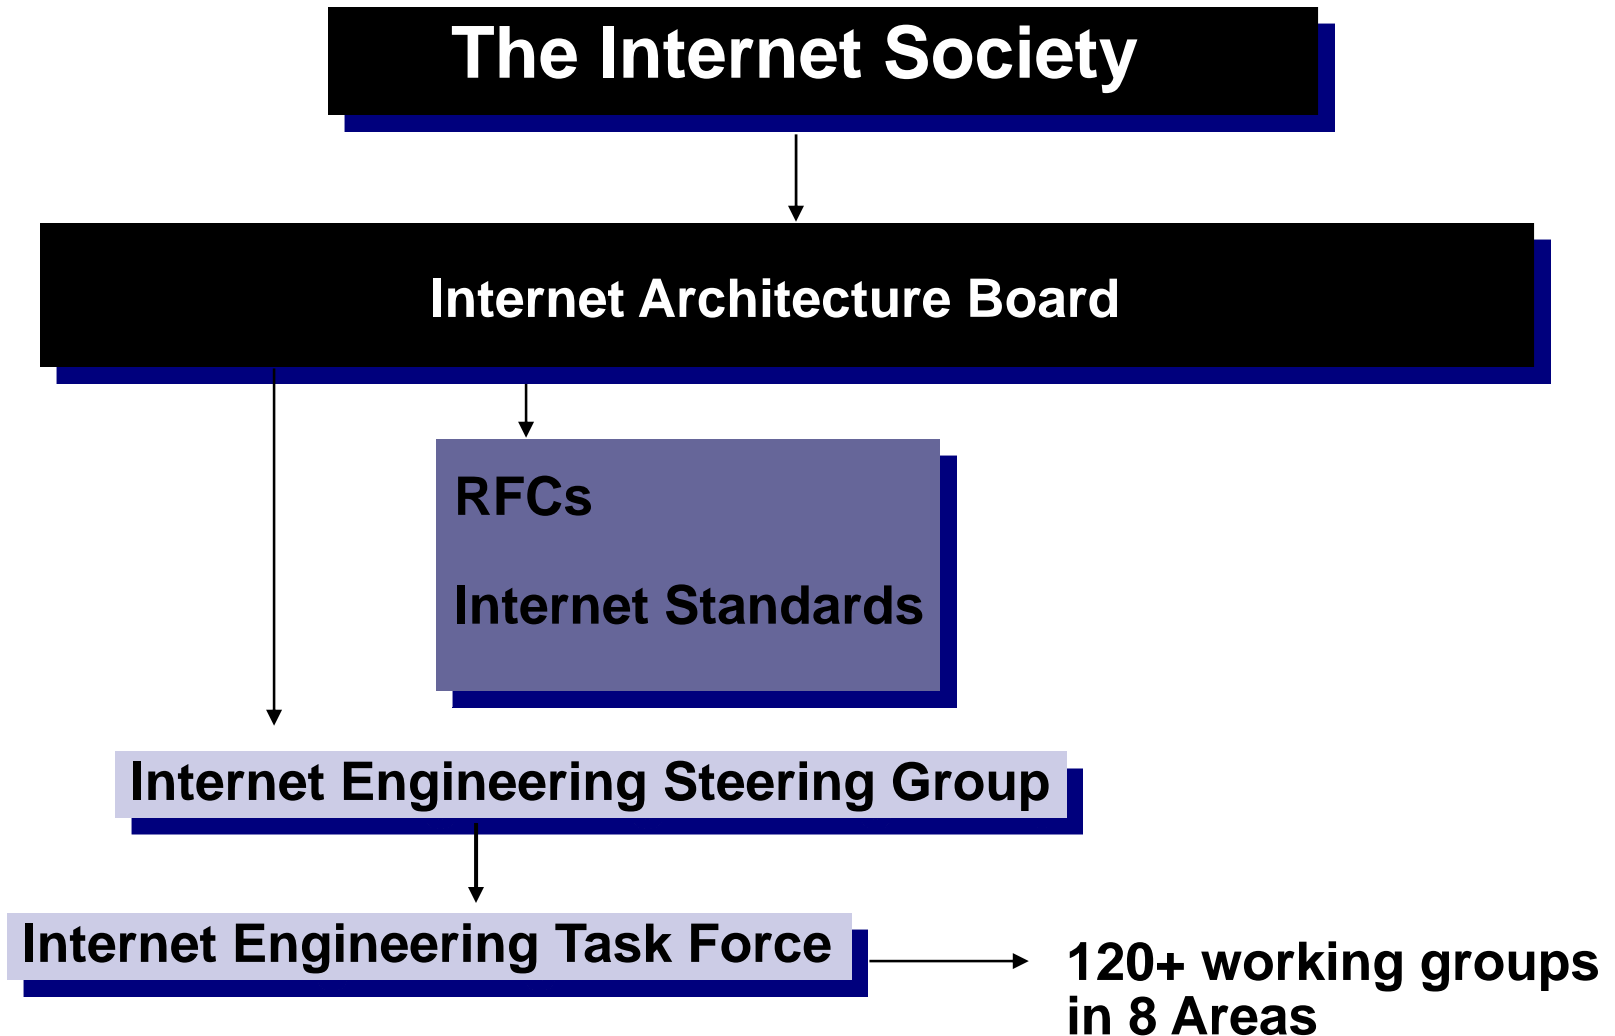 The Internet Society
Internet Architecture Board
RFCs
Internet Standards
Internet Engineering Steering Group
Internet Engineering Task Force
120+ working groups
in 8 Areas